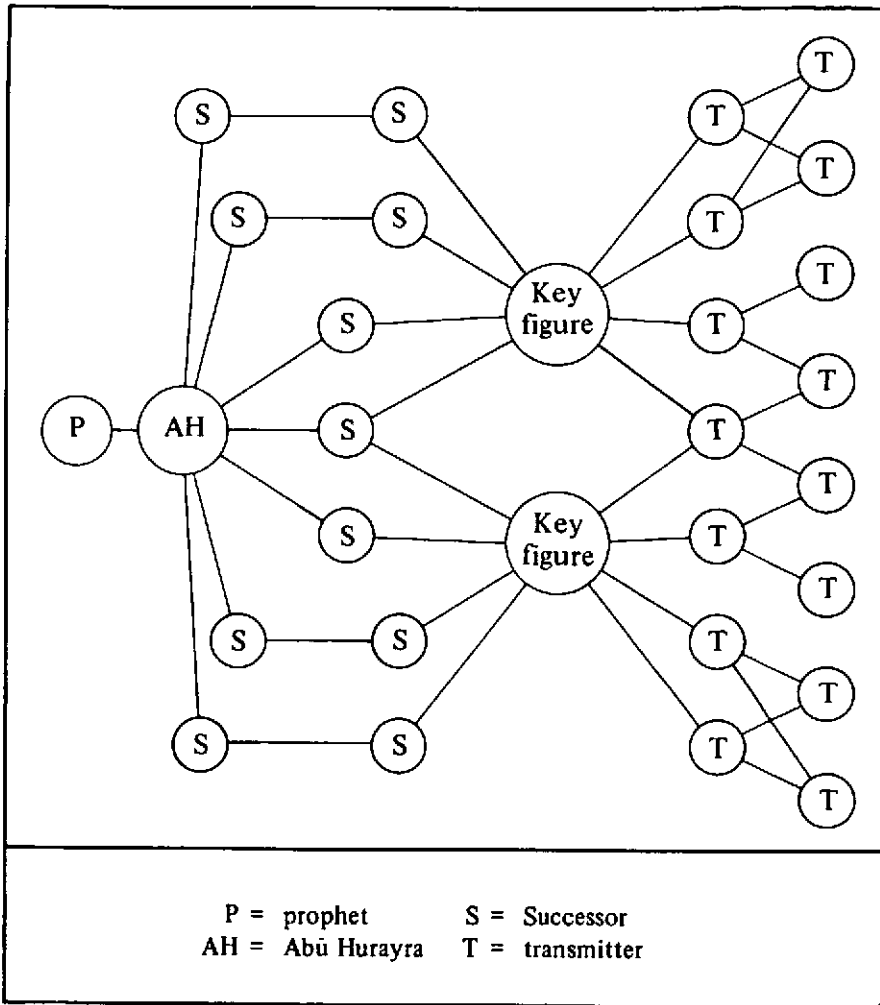 T
S S T
T
S S T
T
Key
figure
S T
T
P AH S T
T
Key
figure
S T
T
S S T
T
S S T
T
P = prophet S = Successor
AH = Abū Hurayra T = transmitter